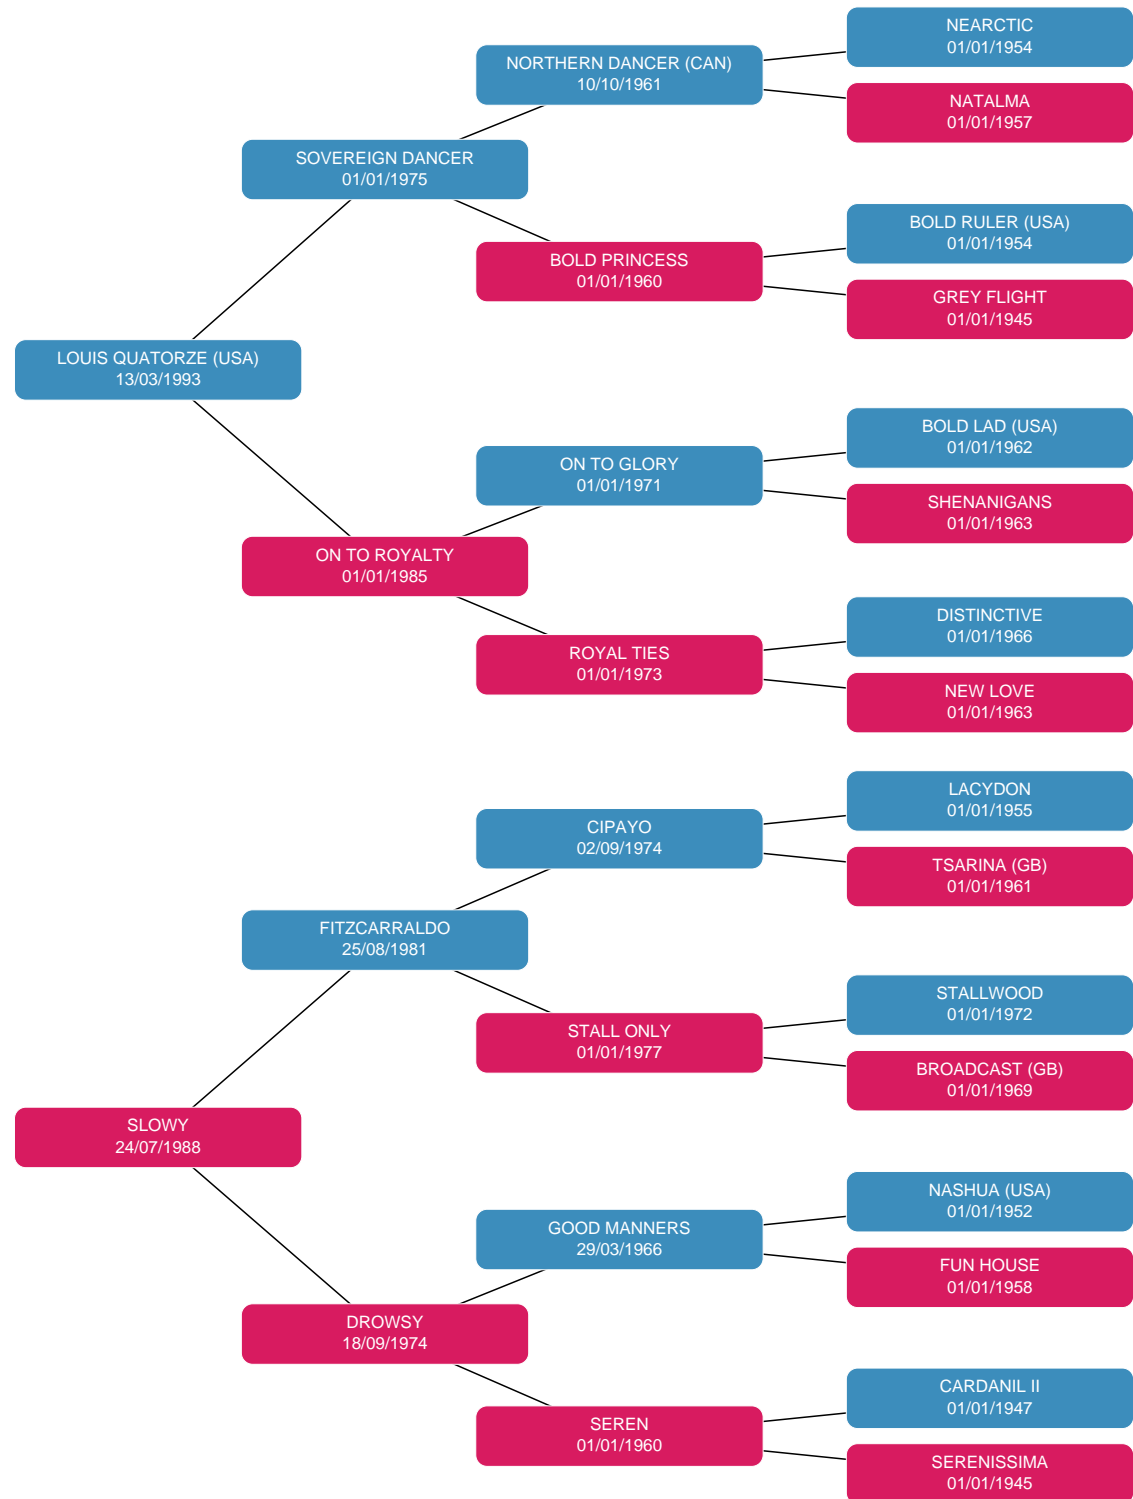 NEARCTIC
01/01/1954
NORTHERN DANCER (CAN)
10/10/1961
NATALMA
01/01/1957
SOVEREIGN DANCER
01/01/1975
BOLD RULER (USA)
01/01/1954
BOLD PRINCESS
01/01/1960
GREY FLIGHT
01/01/1945
LOUIS QUATORZE (USA)
13/03/1993
BOLD LAD (USA)
01/01/1962
ON TO GLORY
01/01/1971
SHENANIGANS
01/01/1963
ON TO ROYALTY
01/01/1985
DISTINCTIVE
01/01/1966
ROYAL TIES
01/01/1973
NEW LOVE
01/01/1963
LACYDON
01/01/1955
CIPAYO
02/09/1974
TSARINA (GB)
01/01/1961
FITZCARRALDO
25/08/1981
STALLWOOD
01/01/1972
STALL ONLY
01/01/1977
BROADCAST (GB)
01/01/1969
SLOWY
24/07/1988
NASHUA (USA)
01/01/1952
GOOD MANNERS
29/03/1966
FUN HOUSE
01/01/1958
DROWSY
18/09/1974
CARDANIL II
01/01/1947
SEREN
01/01/1960
SERENISSIMA
01/01/1945